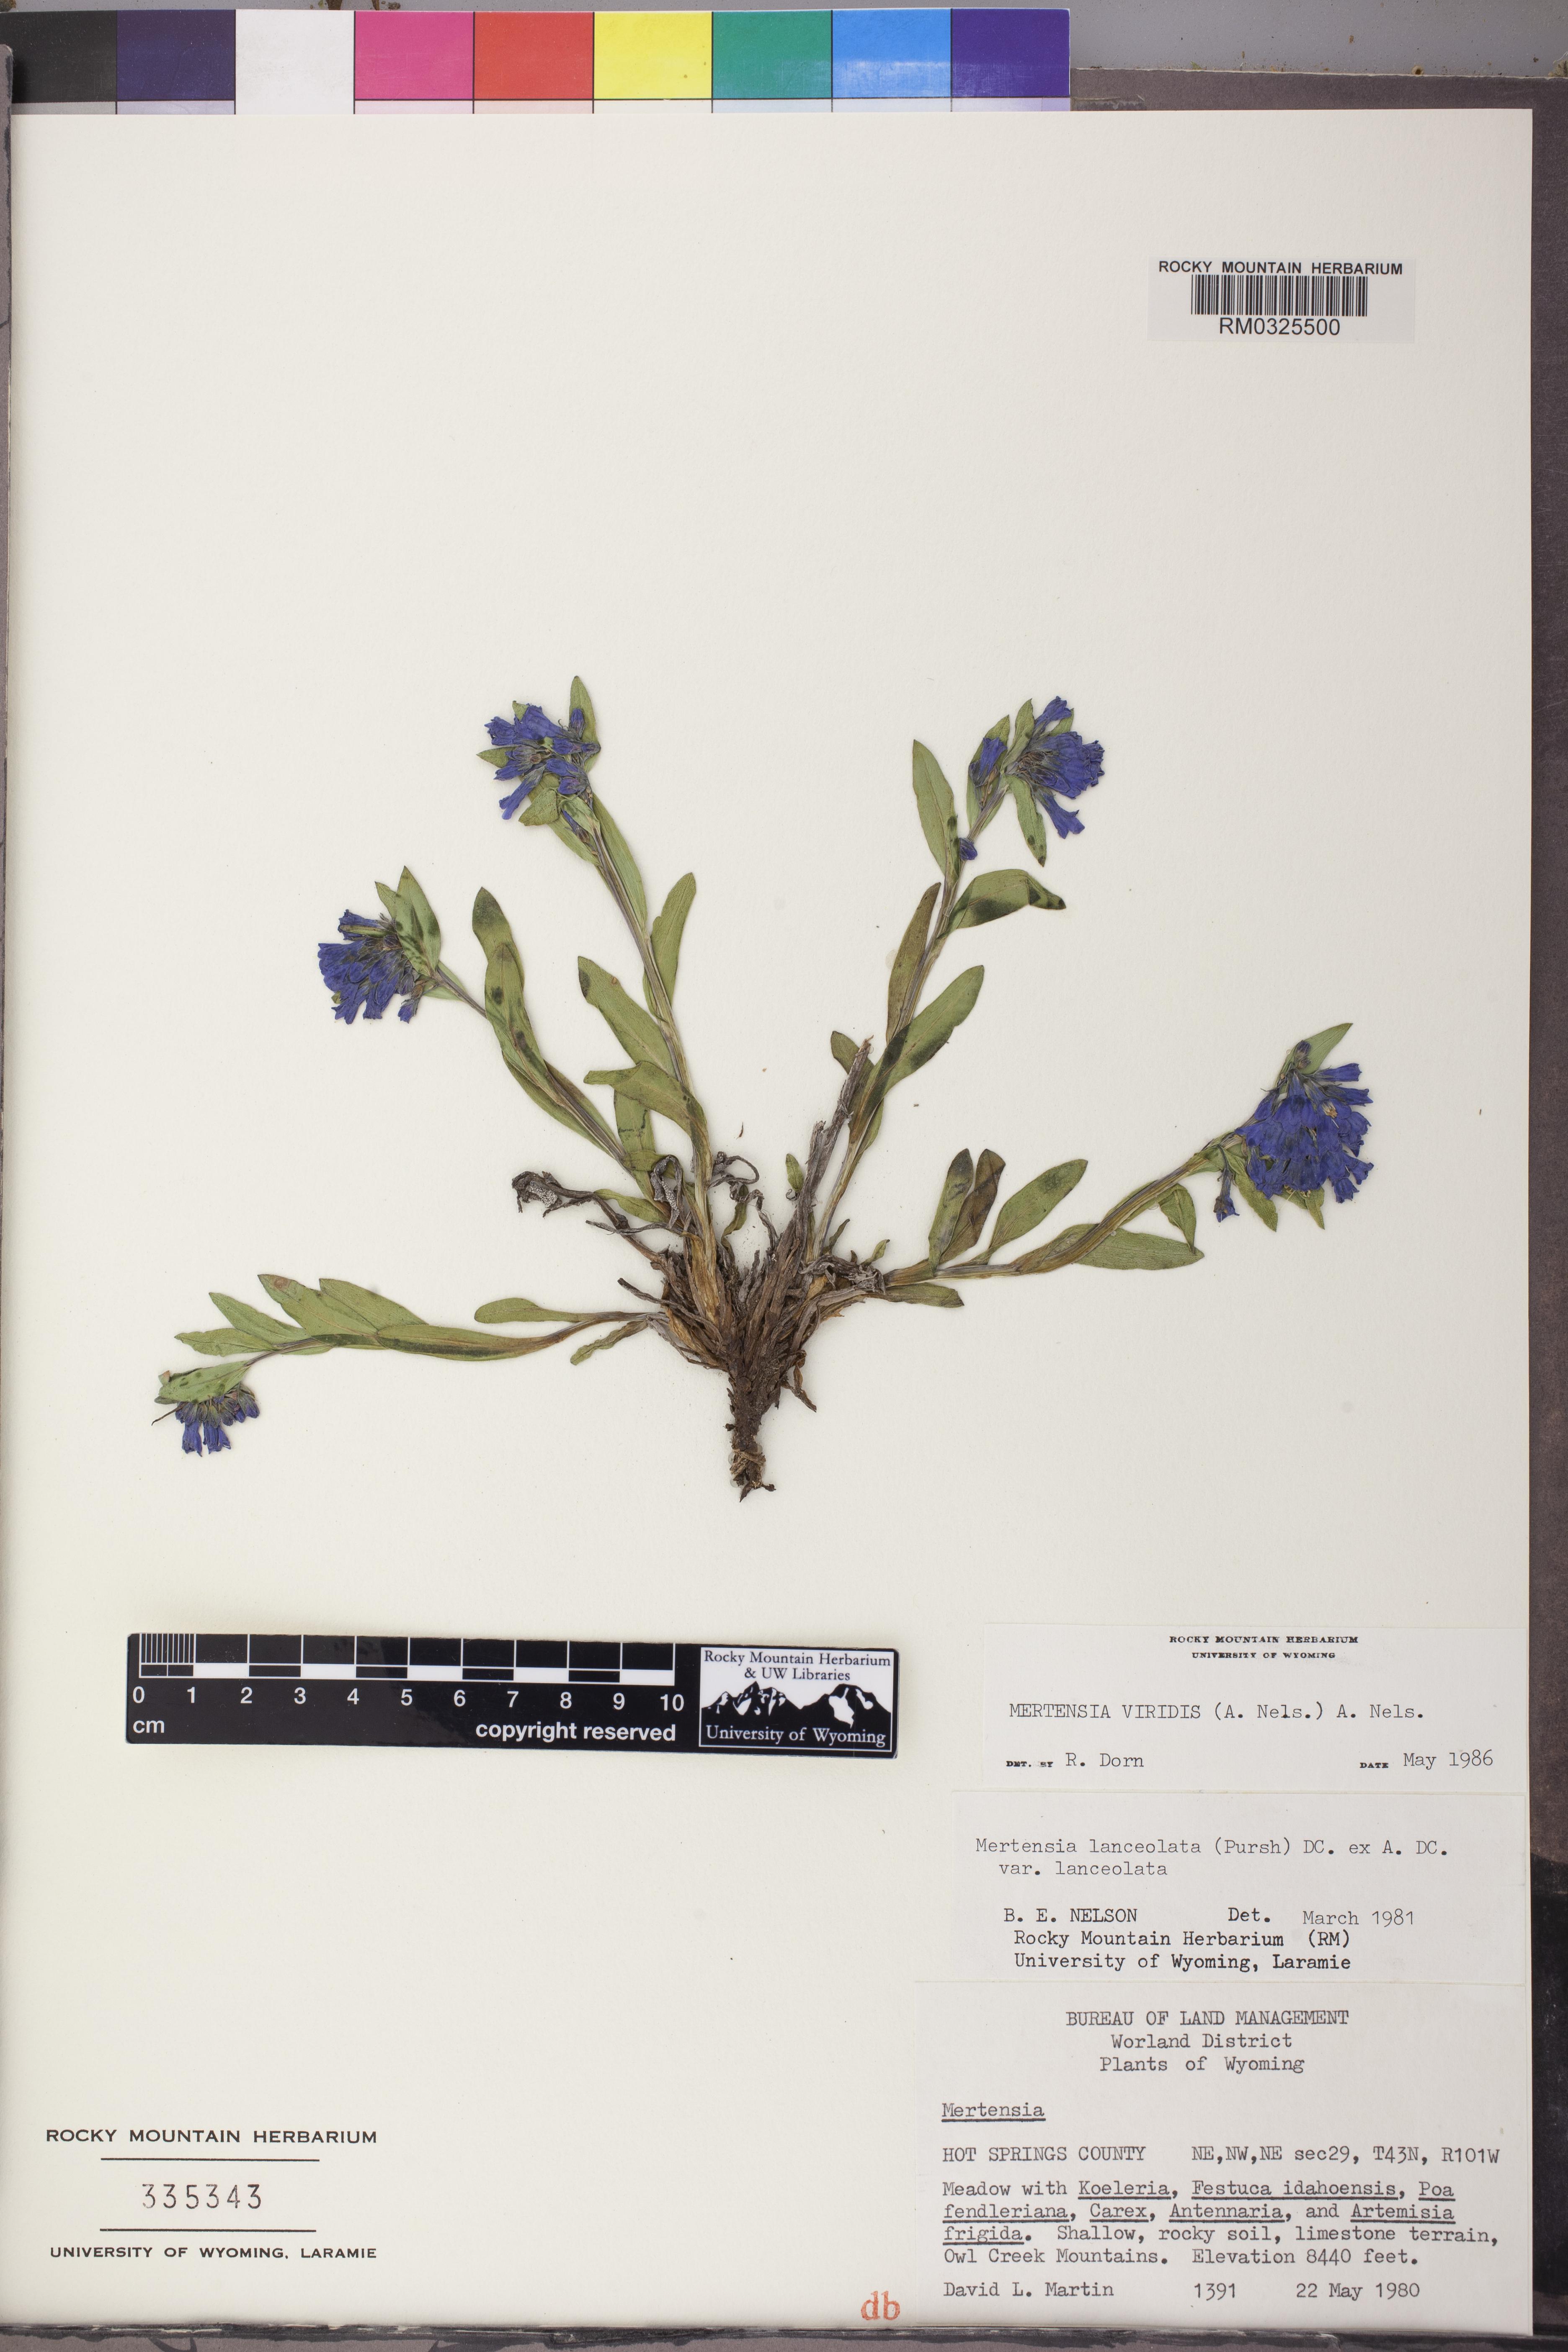 ROCKY MOUNTAIN HERBARIUM
RM0325500
0 1 2 3 4 5 6 7 8 9 10
cm
copyright reserved
Rocky Mountain Herbarium
& UW Libraries
University of Wyoming
ROCKY MOUNTAIN HERBARIUM
UNIVERSITY OF WYOMING
MERTENSIA VIRIDIS (A. Nels.) A. Nels.
DET. BY R. Dorn DATE May 1986
Mertensia lanceolata (Pursh) DC. ex A. DC.
var. lanceolata
B. E. NELSON Det. March 1981
Rocky Mountain Herbarium (RM)
University of Wyoming, Laramie
BUREAU OF LAND MANAGEMENT
Worland District
Plants of Wyoming
Mertensia
HOT SPRINGS COUNTY NE,NW,NE sec29, T43N, R101W
Meadow with Koeleria, Festuca idahoensis, Poa
fendleriana, Carex, Antennaria, and Artemisia
frigida. Shallow, rocky soil, limestone terrain,
Owl Creek Mountains. Elevation 8440 feet.
David L. Martin 1391 22 May 1980
ROCKY MOUNTAIN HERBARIUM
335343
UNIVERSITY OF WYOMING, LARAMIE
db